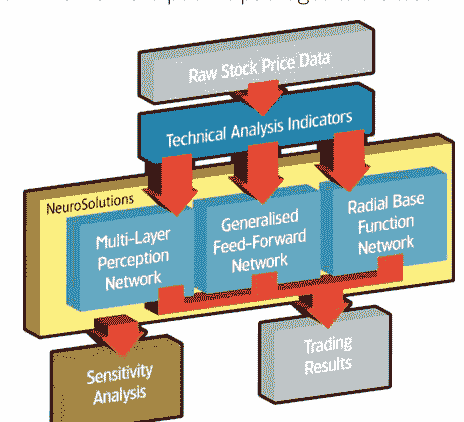 Raw Stock Price Data
Technical Analysis Indicators
NeuroSolutions
Multi-Layer
Perception
Network
Generalised
Feed-Forward
Network
Radial Base
Function
Network
Sensitivity
Analysis
Trading
Results